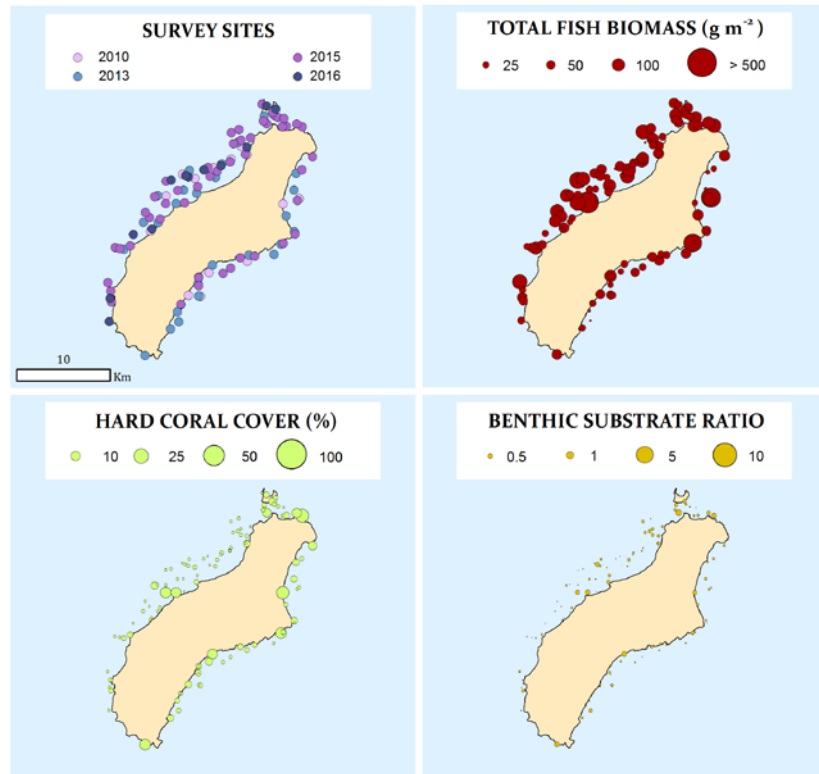 SURVEY SITES
2010 2015
2013 2016
10
Km
TOTAL FISH BIOMASS (g m⁻²)
25 50 100 > 500
HARD CORAL COVER (%)
10 25 50 100
BENTHIC SUBSTRATE RATIO
0.5 1 5 10